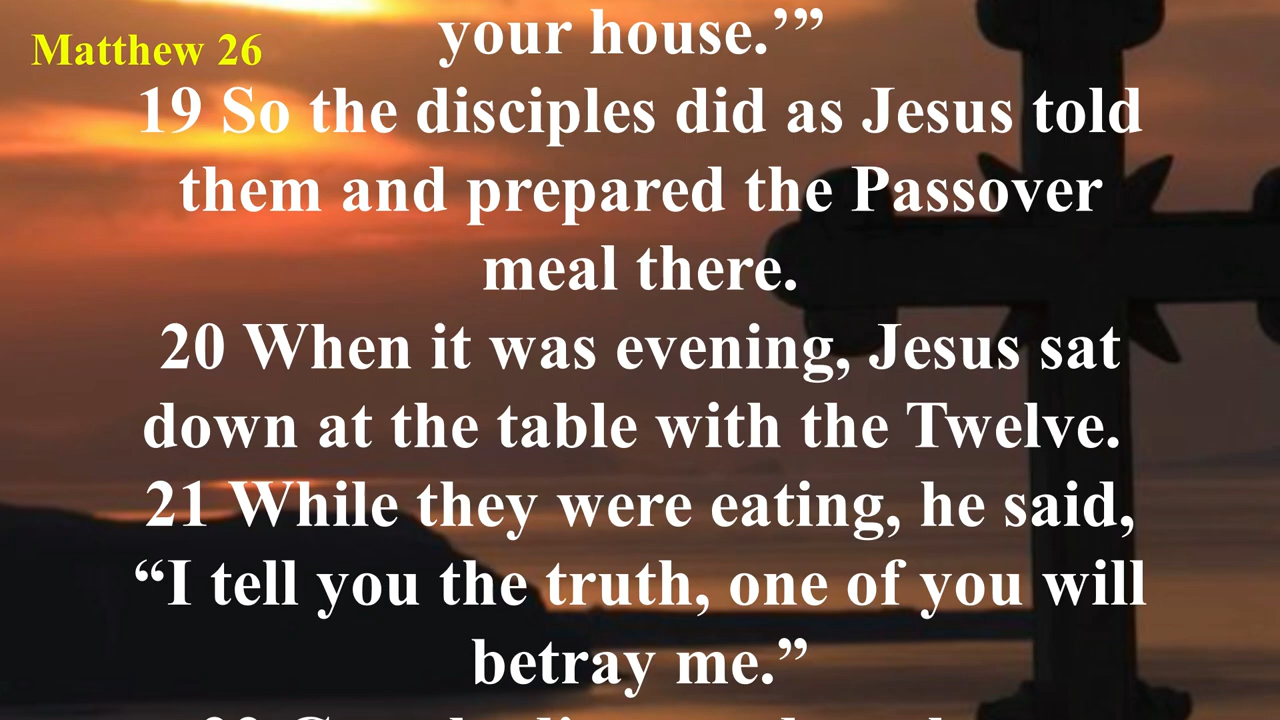 Matthew 26
your house.’”
19 So the disciples did as Jesus told
them and prepared the Passover
meal there.
20 When it was evening, Jesus sat
down at the table with the Twelve.
21 While they were eating, he said,
“I tell you the truth, one of you will
betray me.”